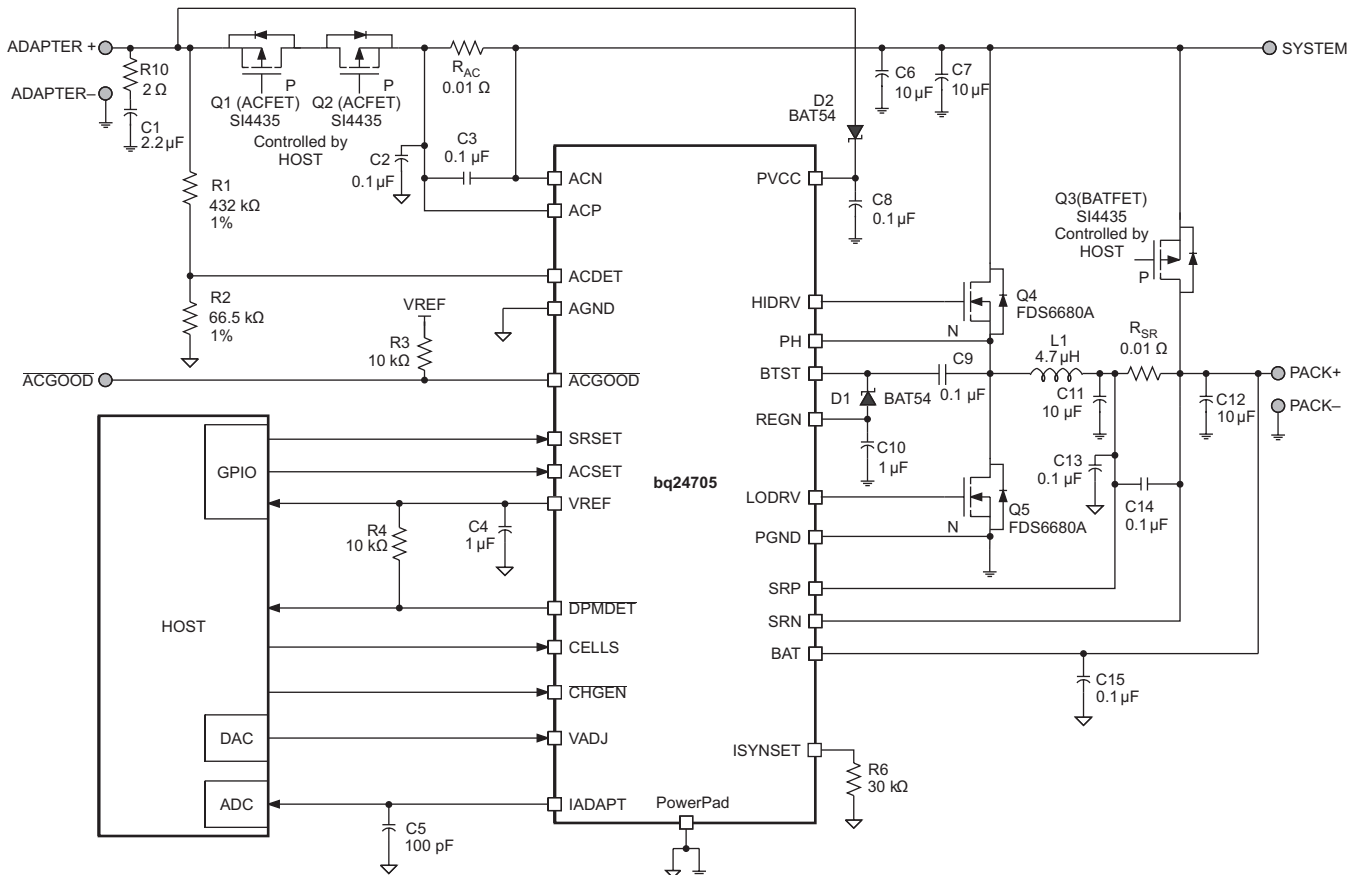 ADAPTER +
ADAPTER–
R10
2 Ω
C1
2.2 µF
P
Q1 (ACFET)
SI4435
P
Q2 (ACFET)
SI4435
Controlled by
HOST
RAC
0.01 Ω
C2
0.1 µF
C3
0.1 µF
R1
432 kΩ
1%
R2
66.5 kΩ
1%
VREF
R3
10 kΩ
ACGOOD
HOST
GPIO
DAC
ADC
R4
10 kΩ
C4
1 µF
C5
100 pF
ACN
ACP
ACDET
AGND
ACGOOD
SRSET
ACSET
VREF
DPMDET
CELLS
CHGEN
VADJ
IADAPT
bq24705
PowerPad
PVCC
HIDRV
PH
BTST
REGN
LODRV
PGND
SRP
SRN
BAT
ISYNSET
D2
BAT54
C8
0.1 µF
C6
10 µF
C7
10 µF
SYSTEM
Q3(BATFET)
SI4435
Controlled by
HOST
P
Q4
FDS6680A
N
D1
BAT54
C9
0.1 µF
C10
1 µF
L1
4.7 µH
RSR
0.01 Ω
C11
10 µF
C12
10 µF
PACK+
PACK–
C13
0.1 µF
C14
0.1 µF
Q5
FDS6680A
N
C15
0.1 µF
R6
30 kΩ